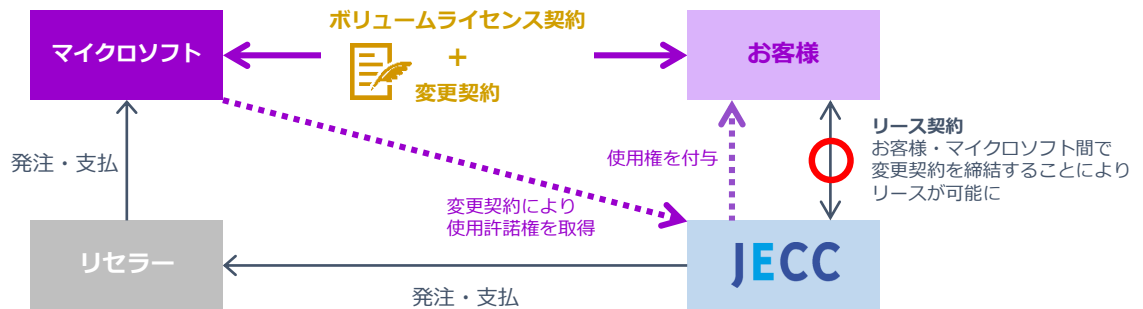 ボリュームライセンス契約
マイクロソフト
+
変更契約
お客様
発注・支払
使用権を付与
リース契約
お客様・マイクロソフト間で
変更契約を締結することにより
リースが可能に
変更契約により
使用許諾権を取得
リセラー
JECC
発注・支払